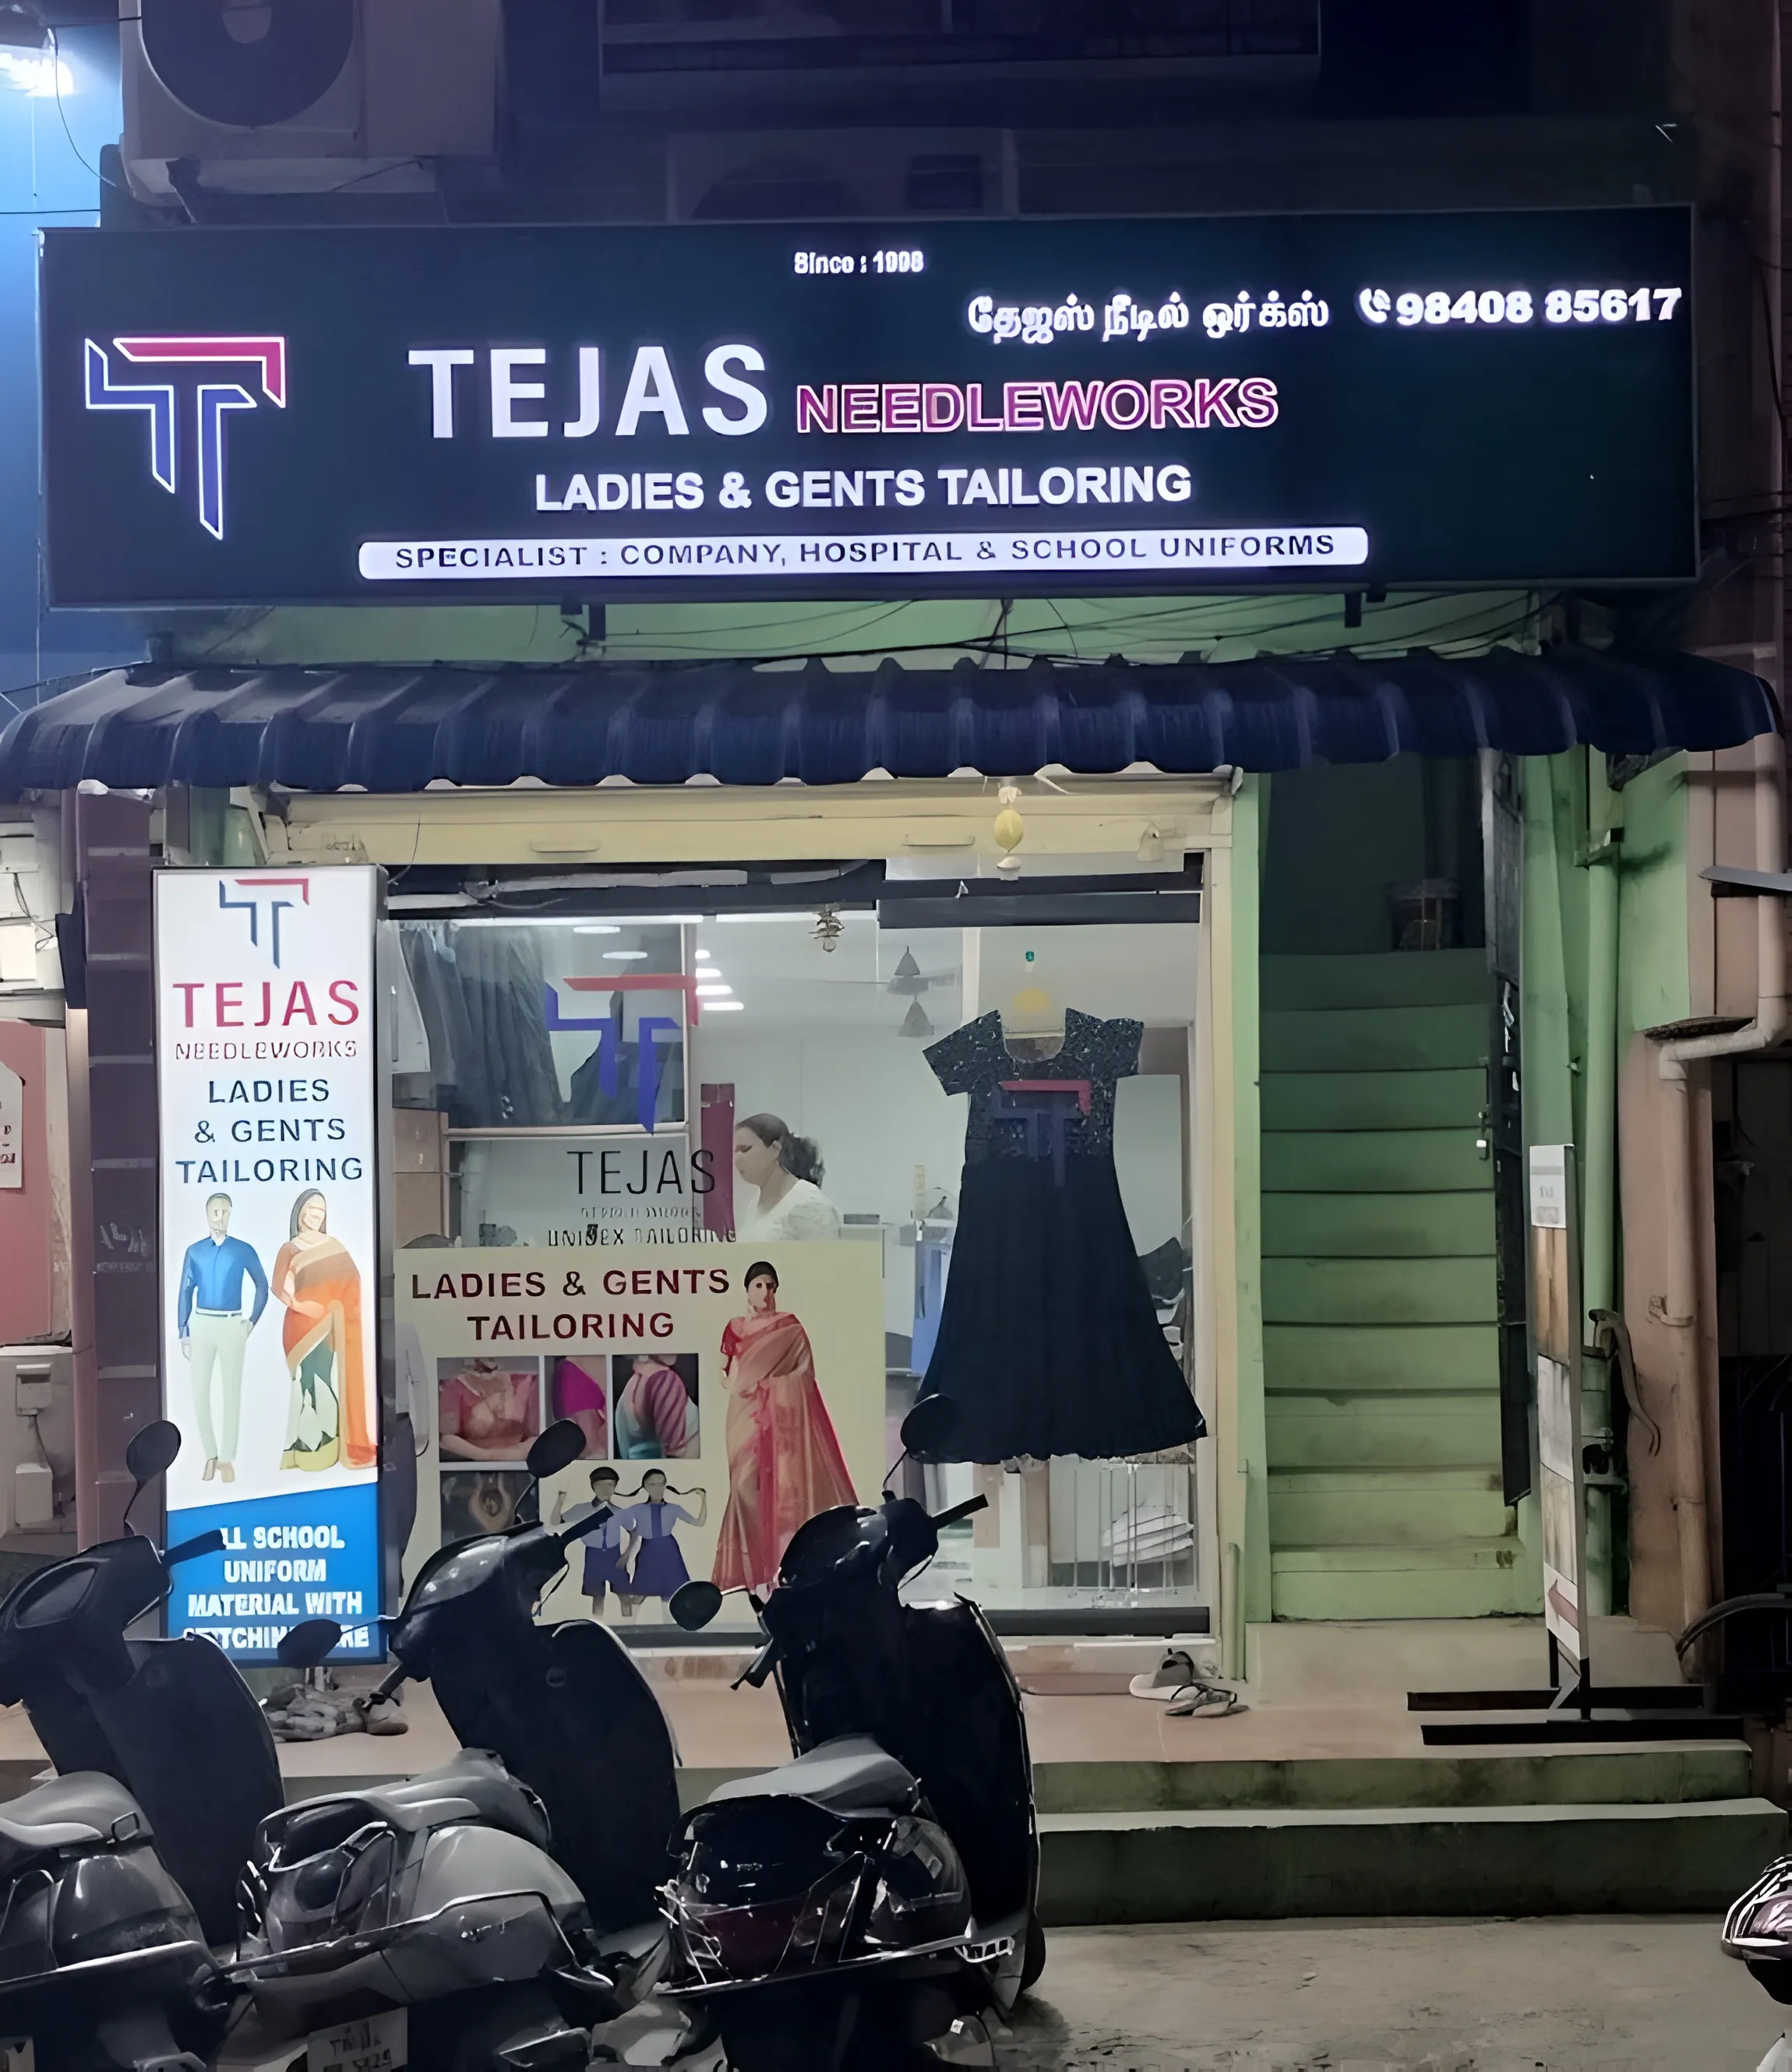 Since : 1998
தேஜஸ் நீடில் ஒர்க்ஸ் 98408 85617
TEJAS NEEDLEWORKS
LADIES & GENTS TAILORING
SPECIALIST : COMPANY, HOSPITAL & SCHOOL UNIFORMS
TEJAS
NEEDLEWORKS
LADIES
& GENTS
TAILORING
SCHOOL
UNIFORM
MATERIAL WITH
TEJAS
UNISEX TAILORING
LADIES & GENTS
TAILORING